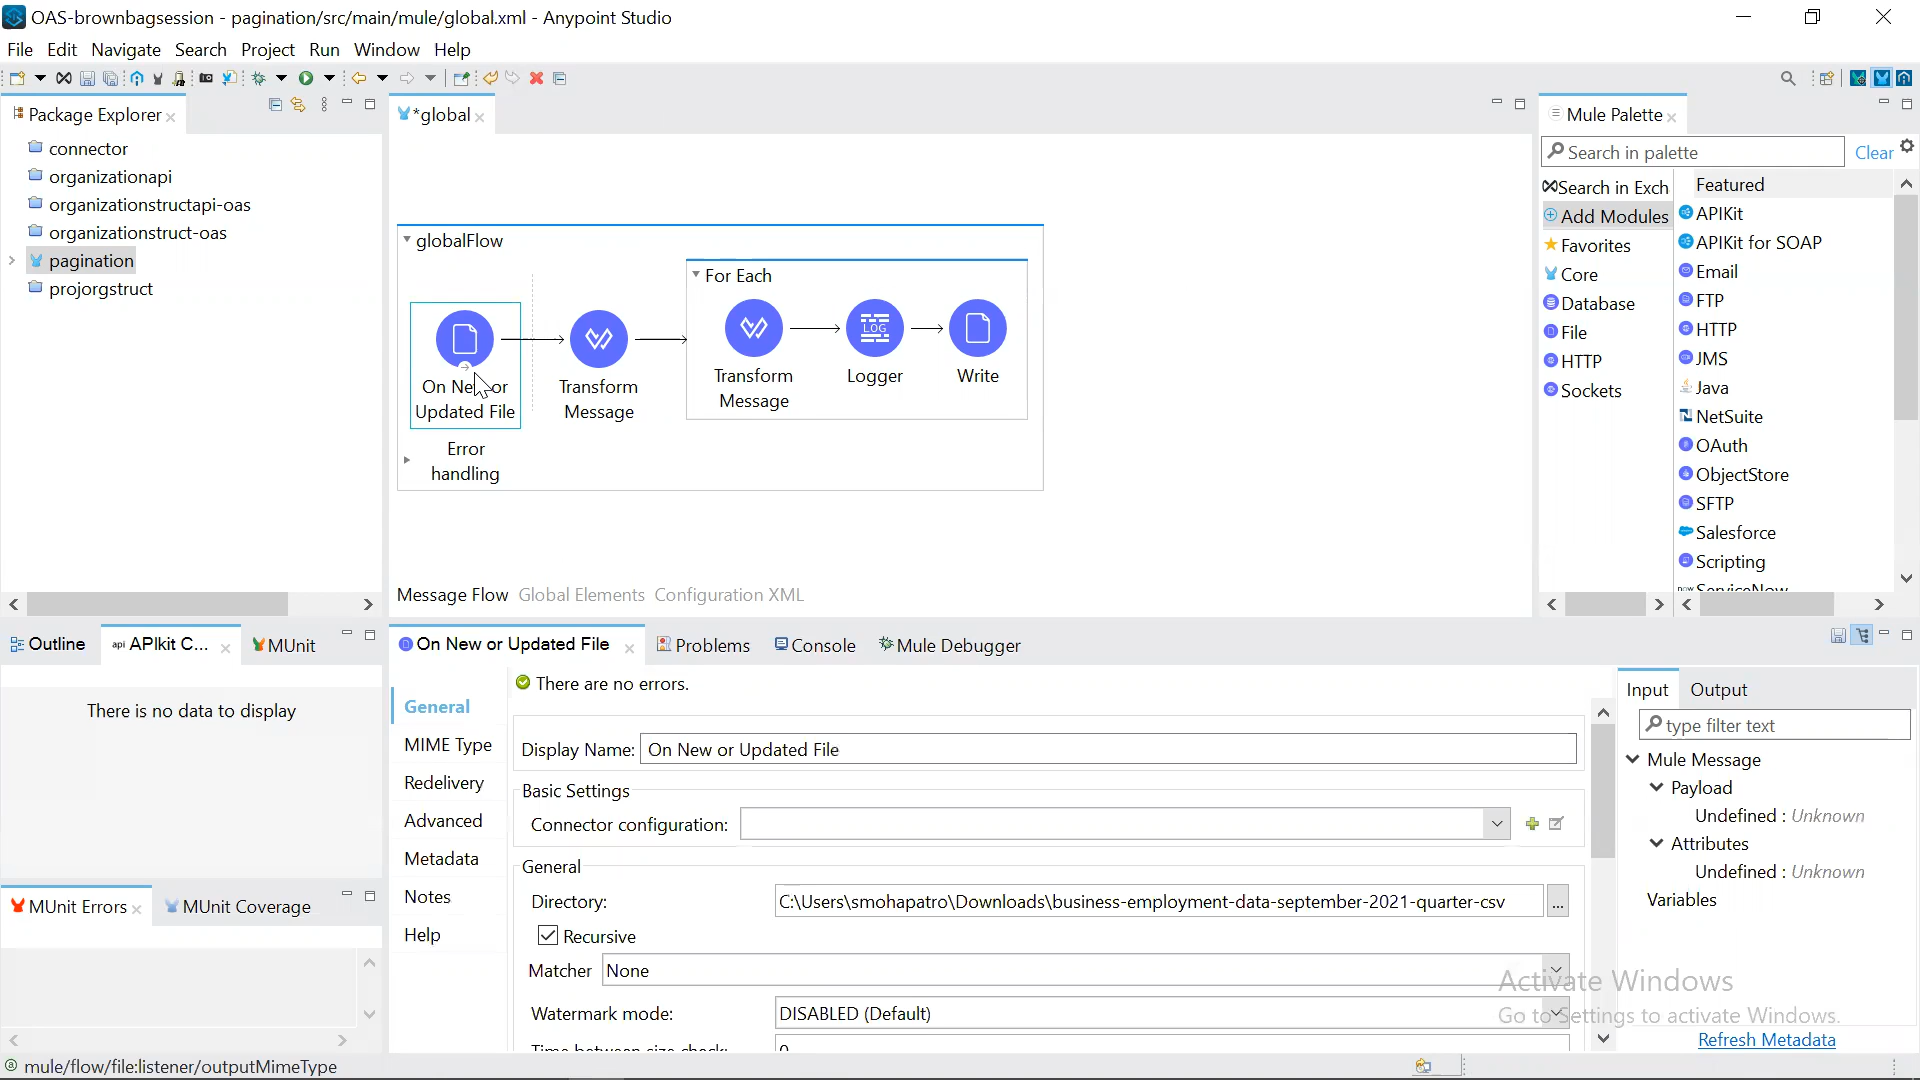 OAS-brownbagsession - pagination/src/main/mule/global.xml - Anypoint Studio
File Edit Navigate Search Project Run Window Help
Package Explorer
connector
organizationapi
organizationstructapi-oas
organizationstruct-oas
pagination
projorgstruct
*global
globalFlow
For Each
LOG
Transform
Message
Logger
Write
Transform
Message
Updated File
Error
handling
Message Flow Global Elements Configuration XML
Mule Palette
Search in palette
Clear
Search in Exch
Add Modules
Favorites
Core
Database
File
HTTP
Sockets
Featured
APIKit
APIKit for SOAP
Email
FTP
HTTP
JMS
Java
NetSuite
OAuth
ObjectStore
SFTP
Salesforce
Scripting
Outline
api APIkit C...
MUnit
There is no data to display
MUnit Errors
MUnit Coverage
On New or Updated File
Problems
Console
Mule Debugger
General
MIME Type
Redelivery
Advanced
Metadata
Notes
Help
There are no errors.
Display Name: On New or Updated File
Basic Settings
Connector configuration:
General
Directory: C:\Users\smohapatro\Downloads\business-employment-data-september-2021-quarter-csv ...
Recursive
Matcher None
Watermark mode: DISABLED (Default)
Input Output
type filter text
Mule Message
Payload
Undefined : Unknown
Attributes
Undefined : Unknown
Variables
Activate Windows
Go to Settings to activate Windows.
Refresh Metadata
mule/flow/file:listener/outputMimeType